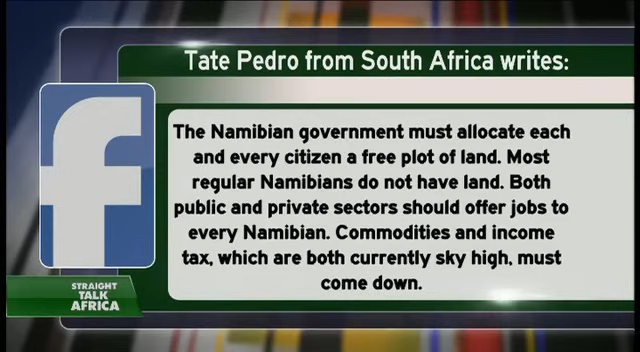 Tate Pedro from South Africa writes:
The Namibian government must allocate each
and every citizen a free plot of land. Most
regular Namibians do not have land. Both
public and private sectors should offer jobs to
every Namibian. Commodities and income
tax, which are both currently sky high, must
come down.
f
STRAIGHT
TALK
AFRICA